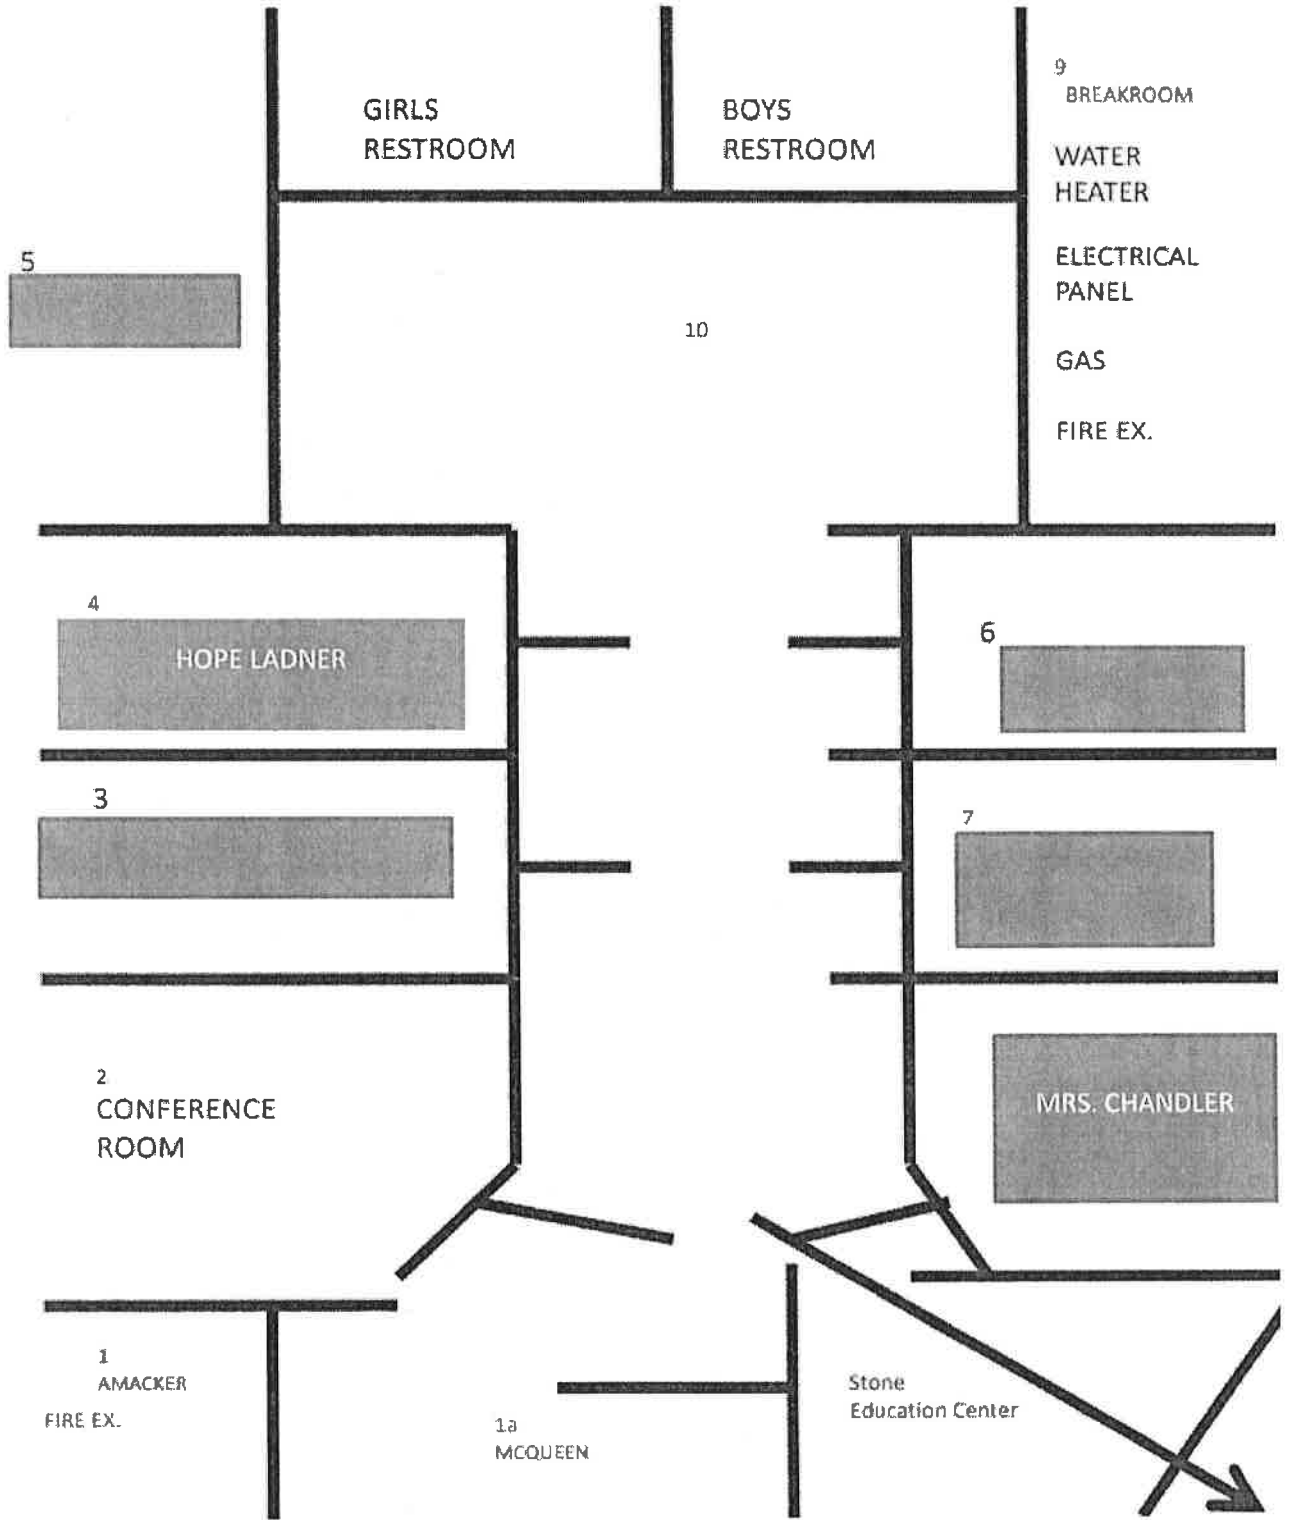 GIRLS
RESTROOM
BOYS
RESTROOM
9
BREAKROOM
WATER
HEATER
ELECTRICAL
PANEL
GAS
FIRE EX.
5
10
4
HOPE LADNER
6
3
7
2
CONFERENCE
ROOM
MRS. CHANDLER
1
AMACKER
FIRE EX.
1a
MCQUEEN
Stone
Education Center